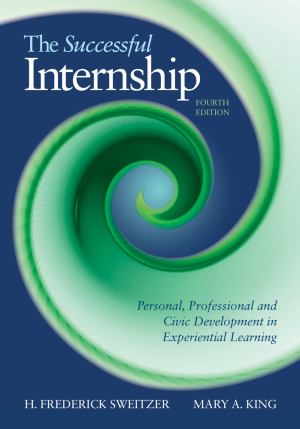 The Successful
Internship
FOURTH
EDITION
Personal, Professional and
Civic Development in
Experiential Learning
H. FREDERICK SWEITZER MARY A. KING